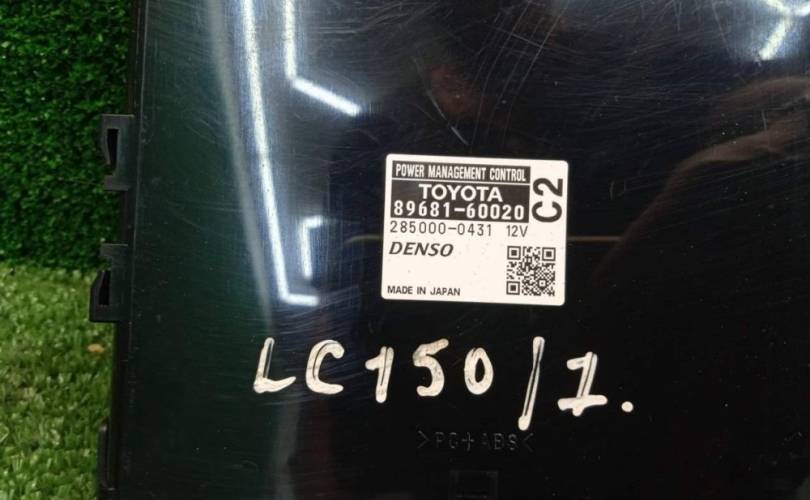 POWER MANAGEMENT CONTROL
TOYOTA
89681-60020
C2
285000-0431 12V
DENSO
MADE IN JAPAN
LC150/1.
>PC+ABS<